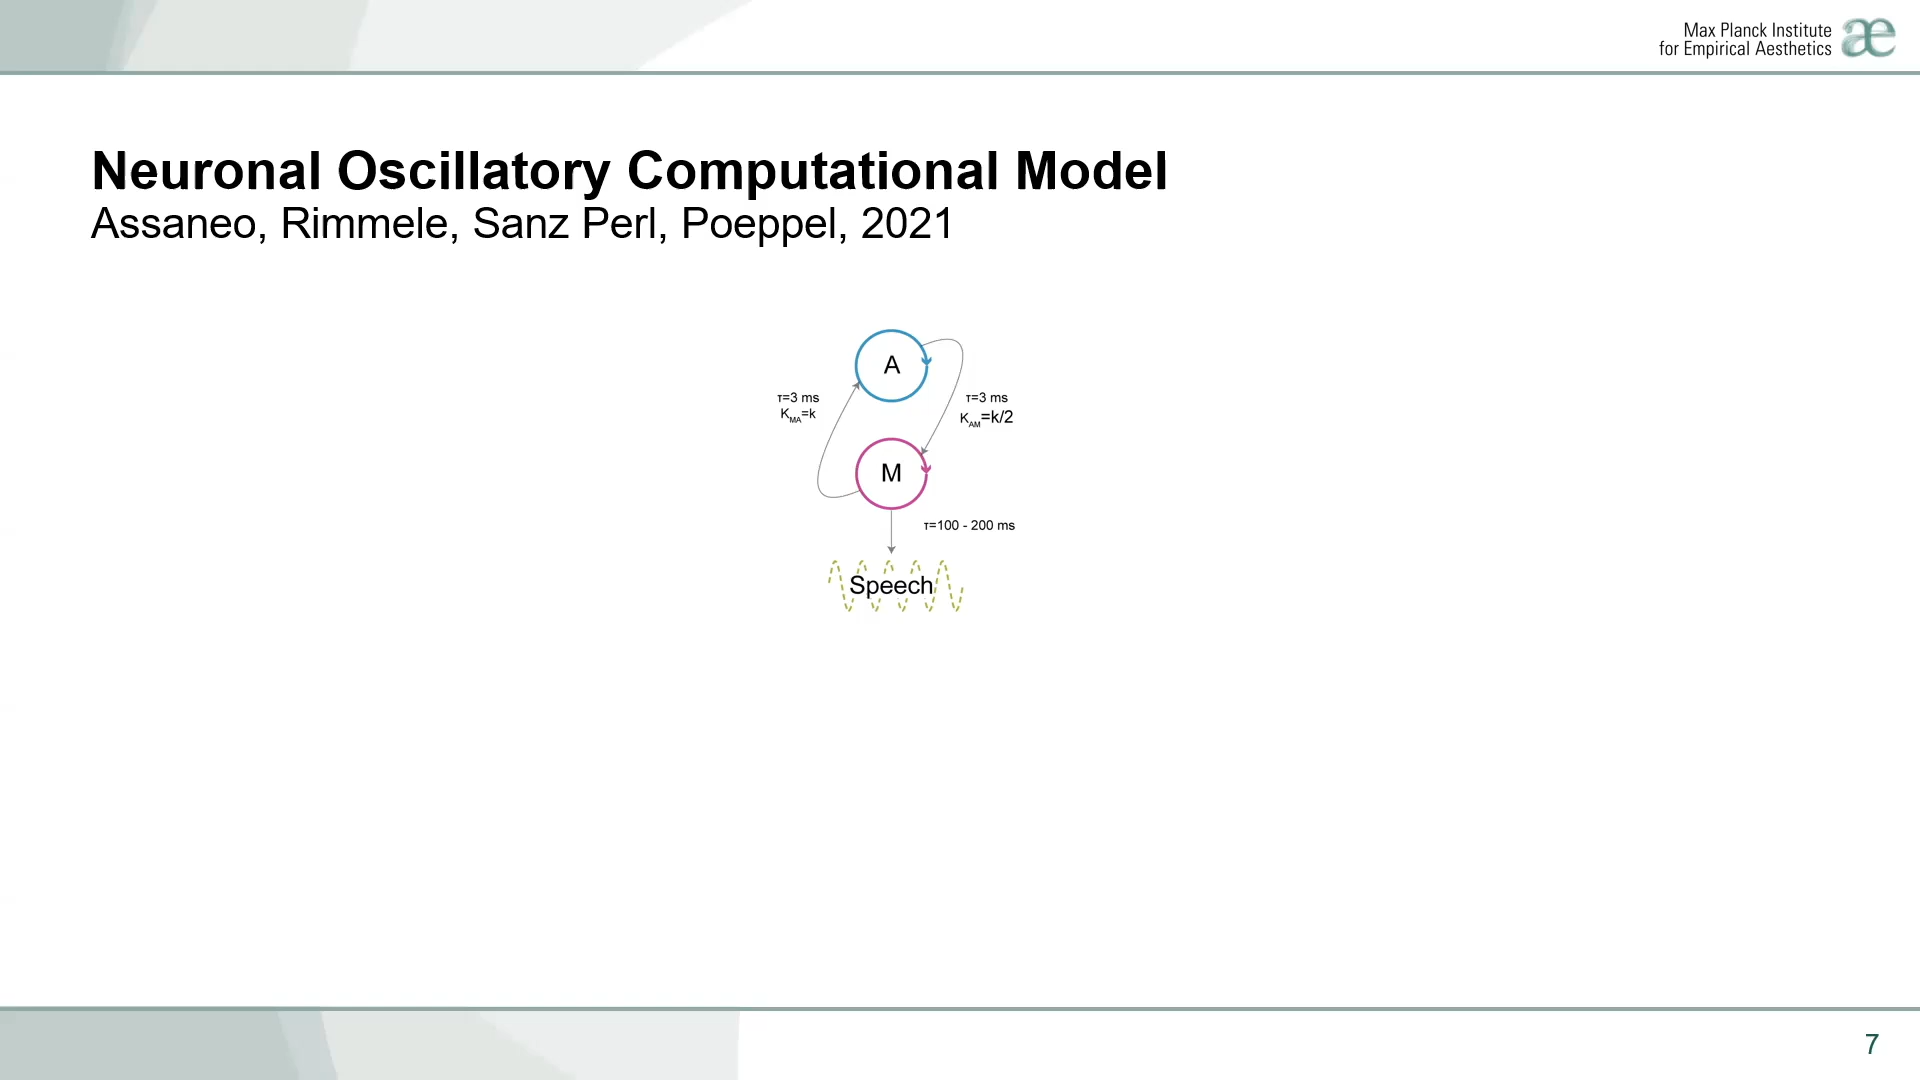 Max Planck Institute
for Empirical Aesthetics
æ
Neuronal Oscillatory Computational Model
Assaneo, Rimmele, Sanz Perl, Poeppel, 2021
A
τ=3 ms
K_MA=k
τ=3 ms
K_AM=k/2
M
τ=100 - 200 ms
Speech
7